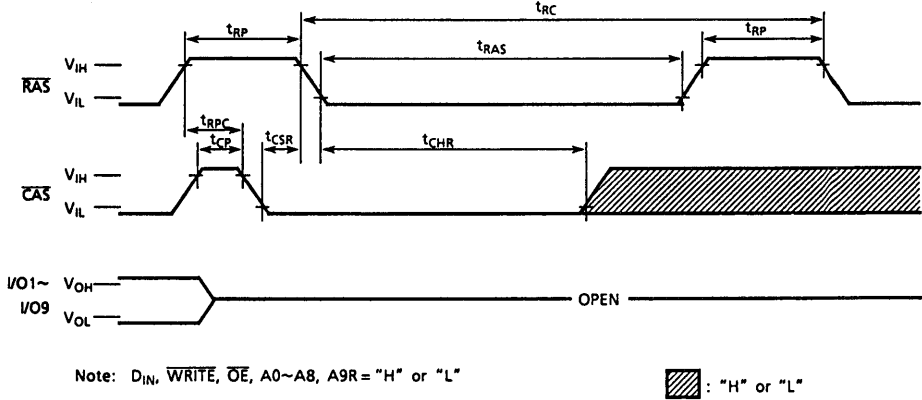 tRC
tRP
tRAS
tRP
RAS
VIH
VIL
tRPC
tCP
tCSR
tCHR
CAS
VIH
VIL
I/O1~
I/O9
VOH
VOL
OPEN
Note: DIN, WRITE, OE, A0~A8, A9R = "H" or "L"
: "H" or "L"